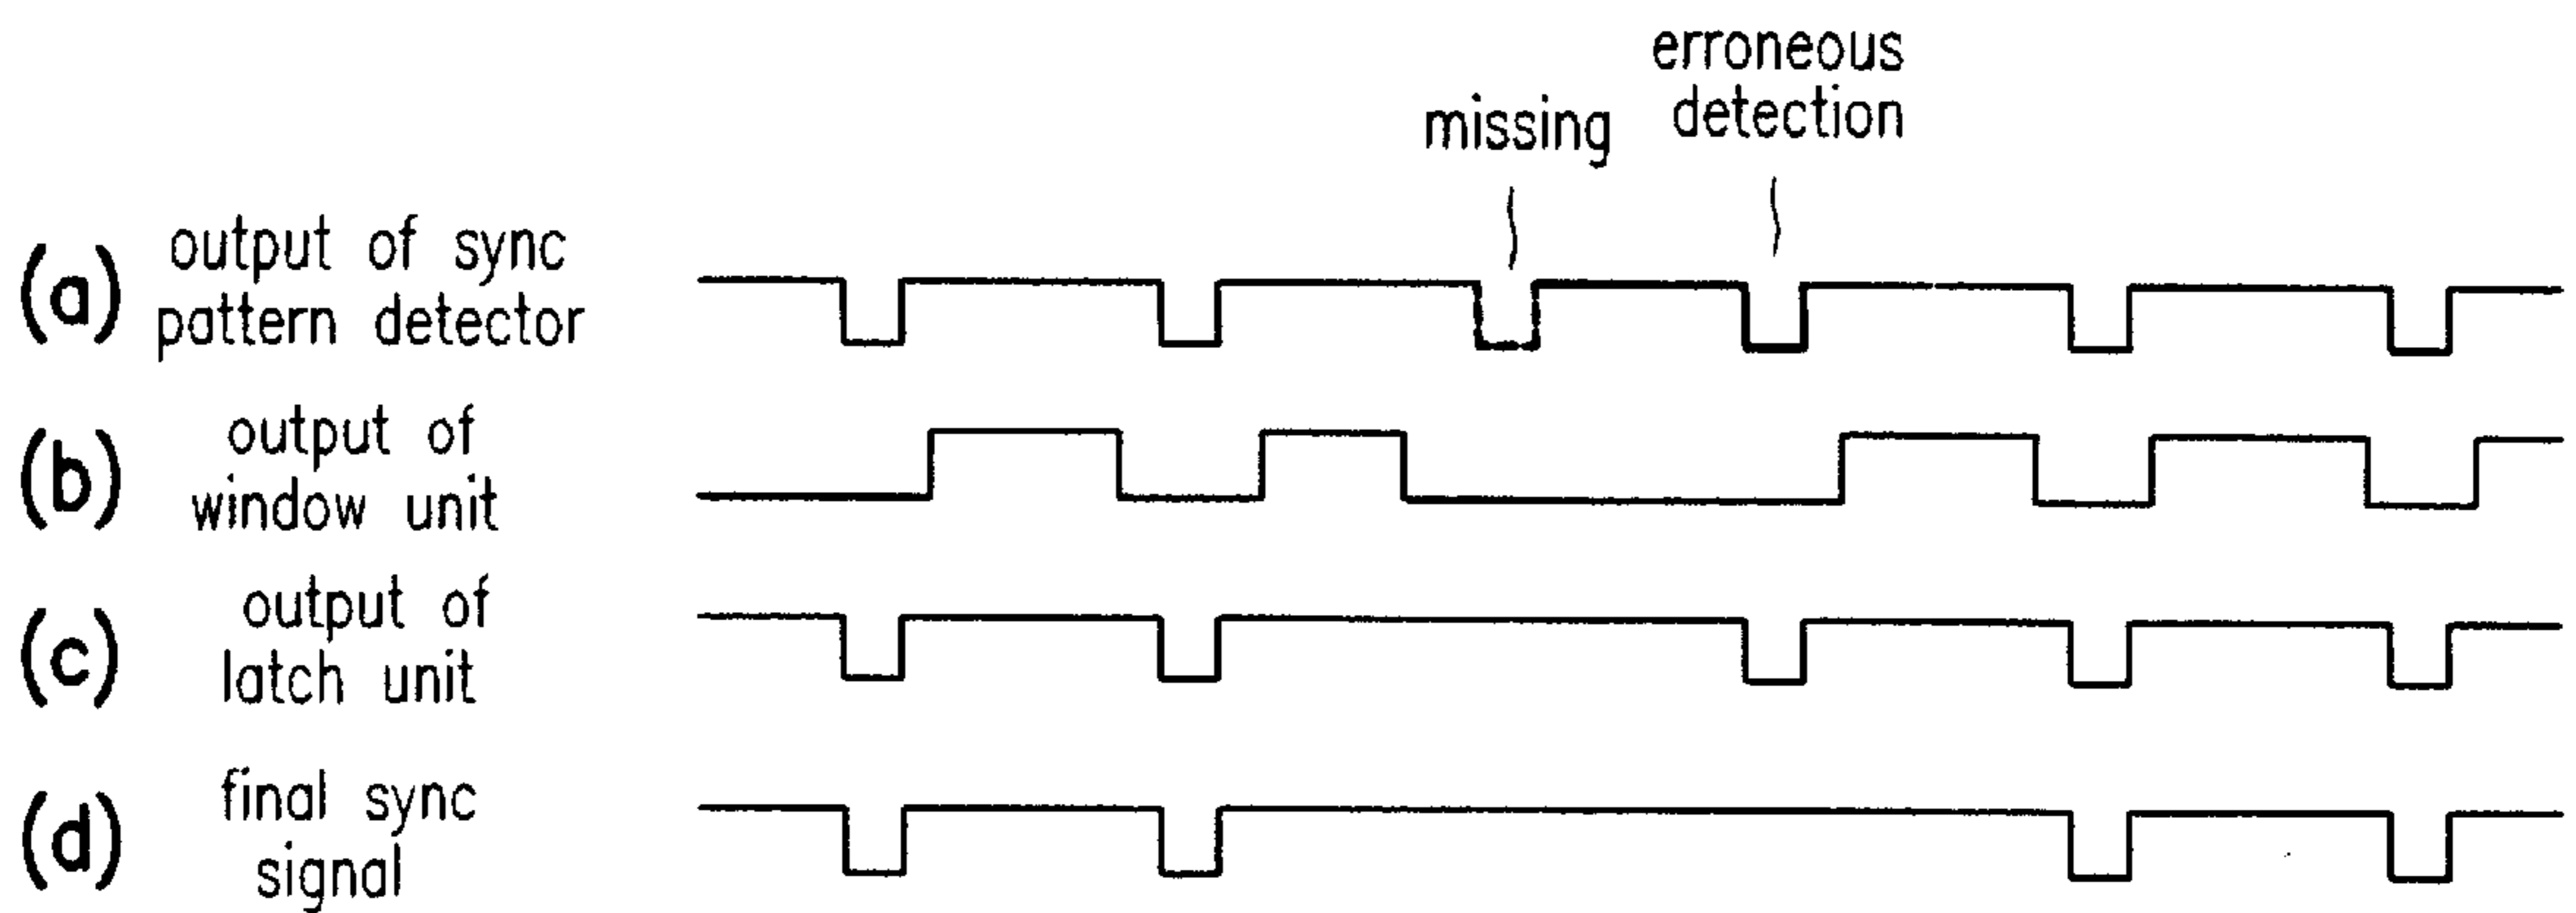 erroneous
detection
missing
(a) output of sync
pattern detector
(b) output of
window unit
(c) output of
latch unit
(d) final sync
signal